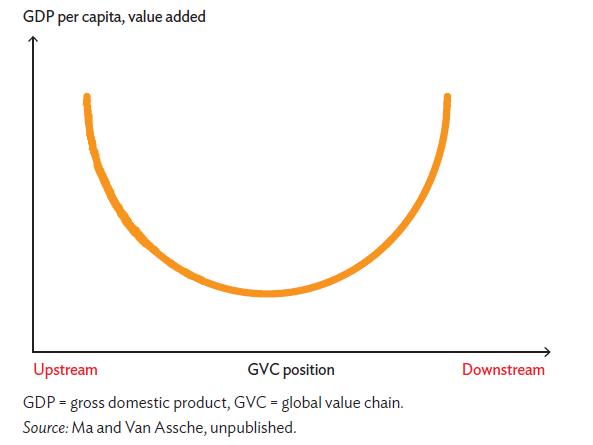 GDP per capita, value added
Upstream GVC position Downstream
GDP = gross domestic product, GVC = global value chain.
Source: Ma and Van Assche, unpublished.